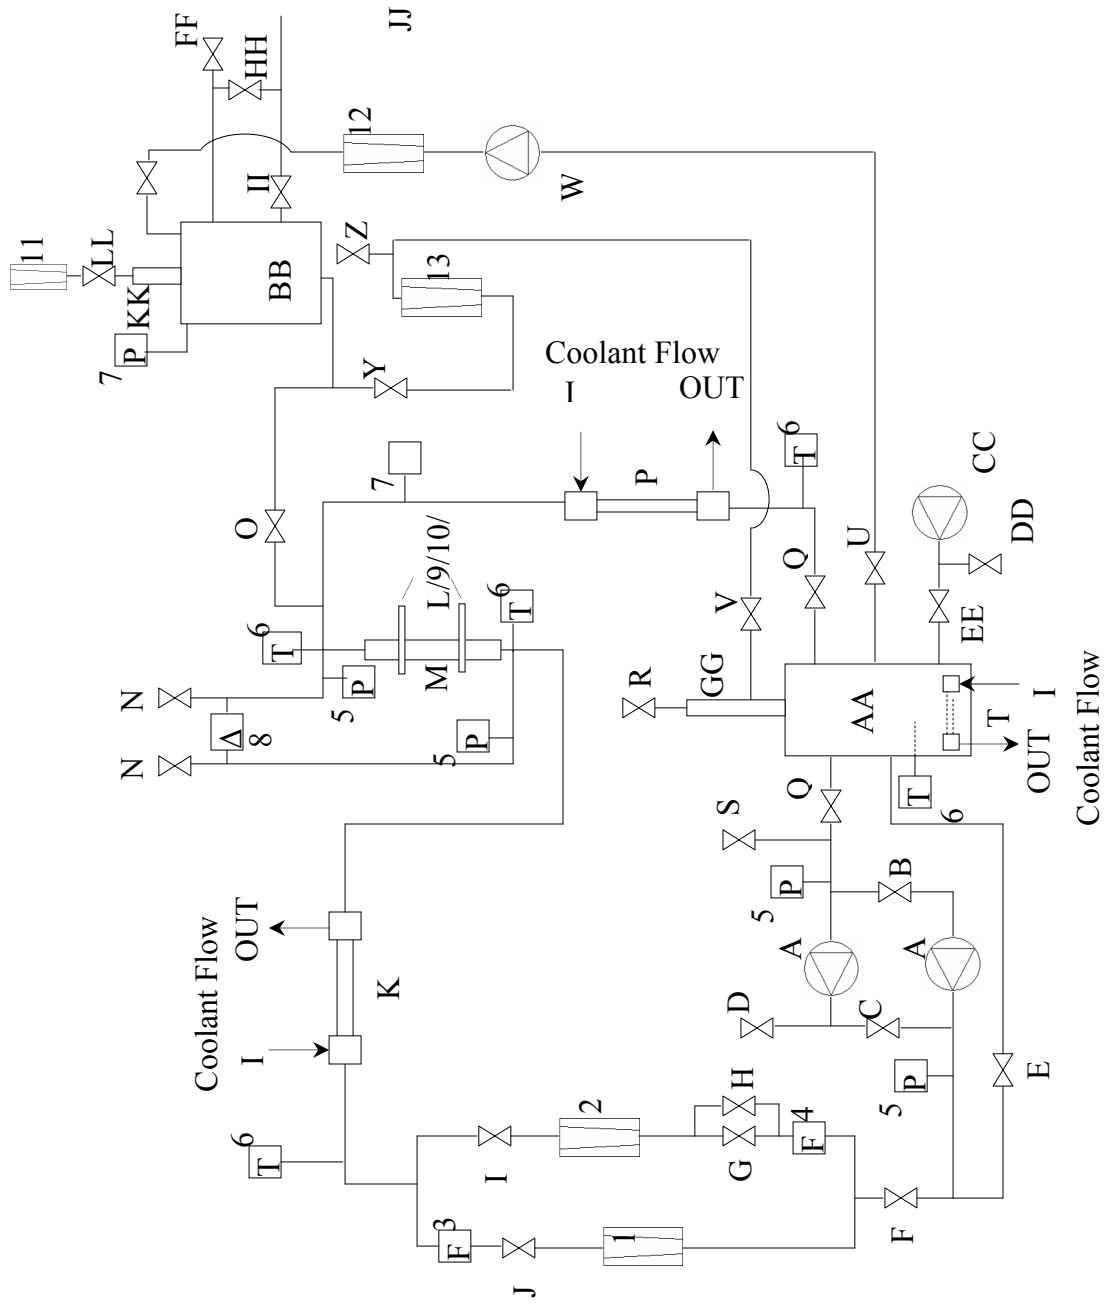 FF
HH
JJ
12
W
II
11
LL
KK
P
7
BB
Z
13
Y
Coolant Flow
I
OUT
7
P
T
6
O
L/9/10/
T
6
T
6
M
P
5
P
5
N
N
Δ
8
CC
DD
EE
U
Q
V
GG
R
AA
I
T
OUT
Coolant Flow
T
6
Q
S
P
5
B
A
A
D
C
P
5
E
Coolant Flow
OUT
I
K
T
6
I
2
H
G
F
4
F
F
3
J
1